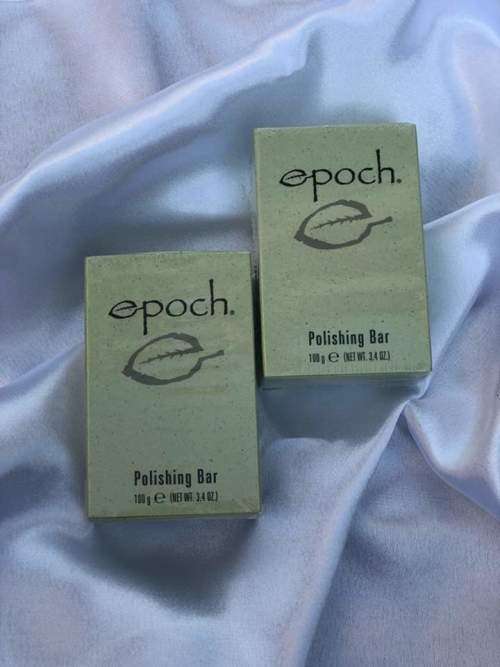 epoch®
Polishing Bar
100 g ℮ (NET WT. 3.4 OZ.)
epoch®
Polishing Bar
100 g ℮ (NET WT. 3.4 OZ.)